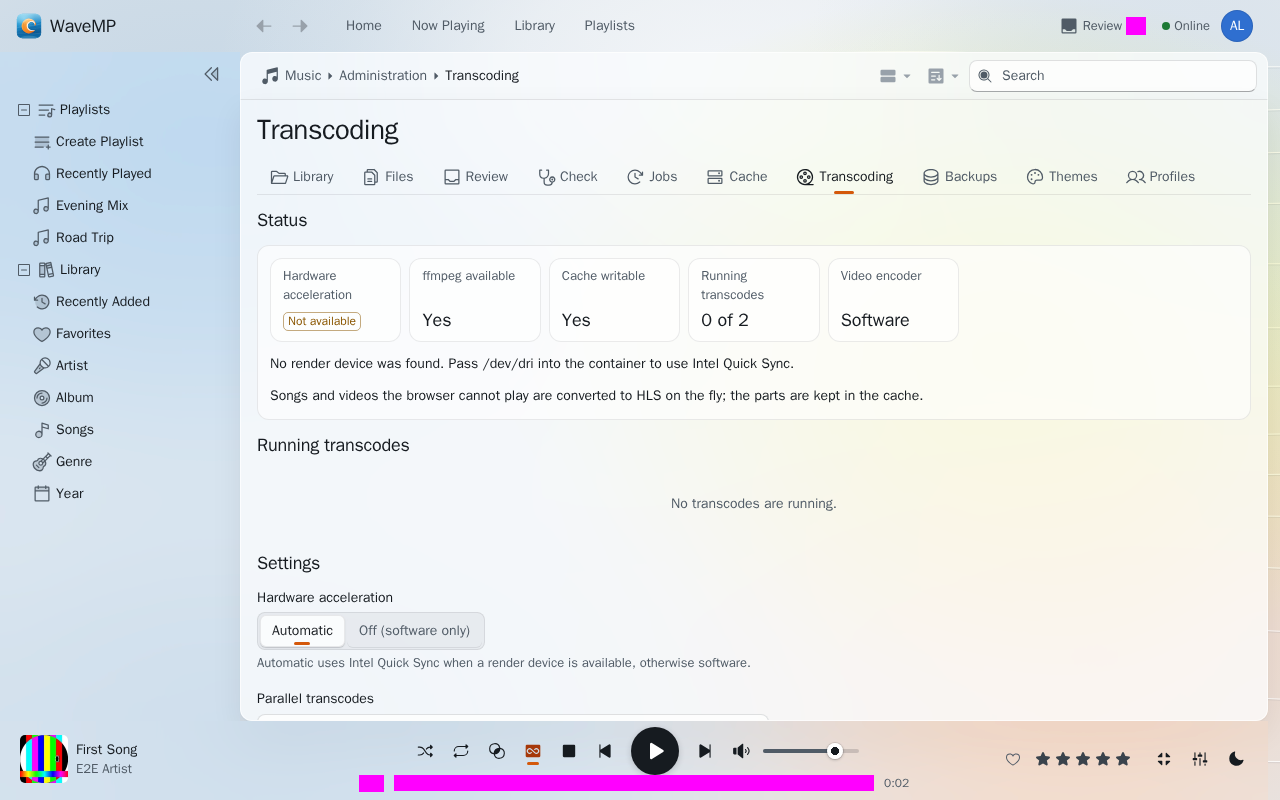 WaveMP
Home
Now Playing
Library
Playlists
Review
Online
AL
Music
Administration
Transcoding
Search
Playlists
Create Playlist
Recently Played
Evening Mix
Road Trip
Library
Recently Added
Favorites
Artist
Album
Songs
Genre
Year
Transcoding
Library
Files
Review
Check
Jobs
Cache
Transcoding
Backups
Themes
Profiles
Status
Hardware
acceleration
Not available
ffmpeg available
Yes
Cache writable
Yes
Running
transcodes
0 of 2
Video encoder
Software
No render device was found. Pass /dev/dri into the container to use Intel Quick Sync.
Songs and videos the browser cannot play are converted to HLS on the fly; the parts are kept in the cache.
Running transcodes
No transcodes are running.
Settings
Hardware acceleration
Automatic
Off (software only)
Automatic uses Intel Quick Sync when a render device is available, otherwise software.
Parallel transcodes
First Song
E2E Artist
0:02